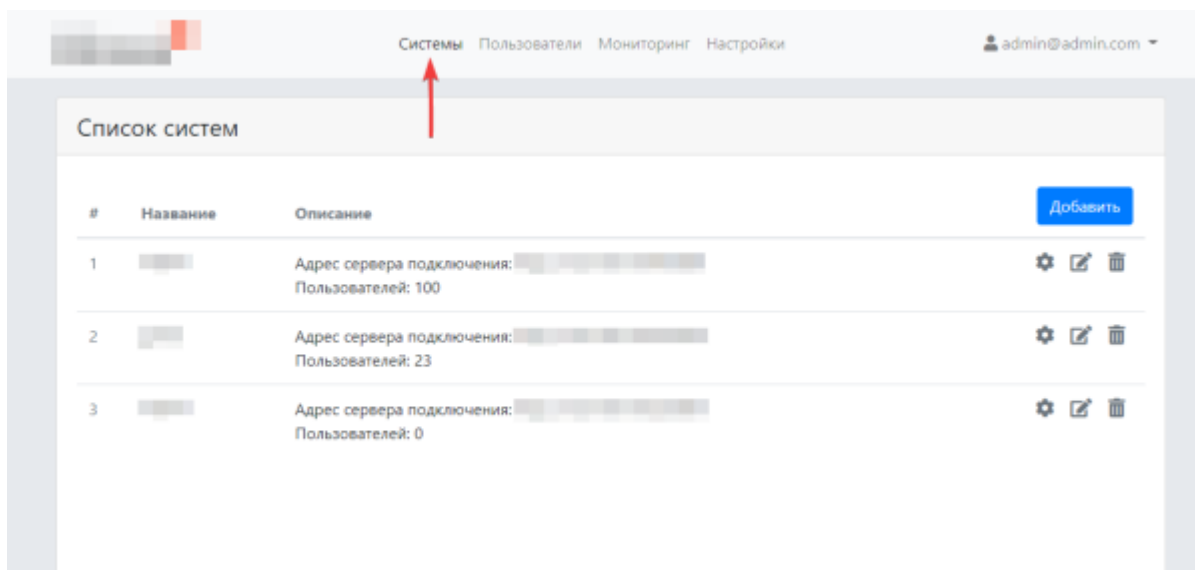 Системы Пользователи Мониторинг Настройки admin@admin.com
Список систем
# Название Описание Добавить
1 Адрес сервера подключения:
Пользователей: 100
2 Адрес сервера подключения:
Пользователей: 23
3 Адрес сервера подключения:
Пользователей: 0